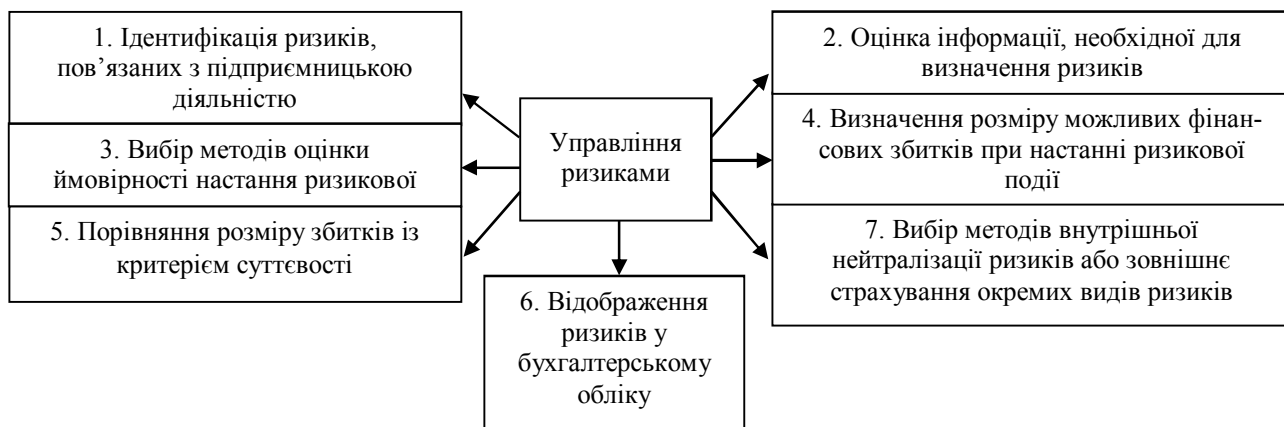 1. Ідентифікація ризиків,
пов’язаних з підприємницькою
діяльністю
2. Оцінка інформації, необхідної для
визначення ризиків
Управління
ризиками
3. Вибір методів оцінки
ймовірності настання ризикової
4. Визначення розміру можливих фінан-
сових збитків при настанні ризикової
події
5. Порівняння розміру збитків із
критерієм суттєвості
6. Відображення
ризиків у
бухгалтерському
обліку
7. Вибір методів внутрішньої
нейтралізації ризиків або зовнішнє
страхування окремих видів ризиків